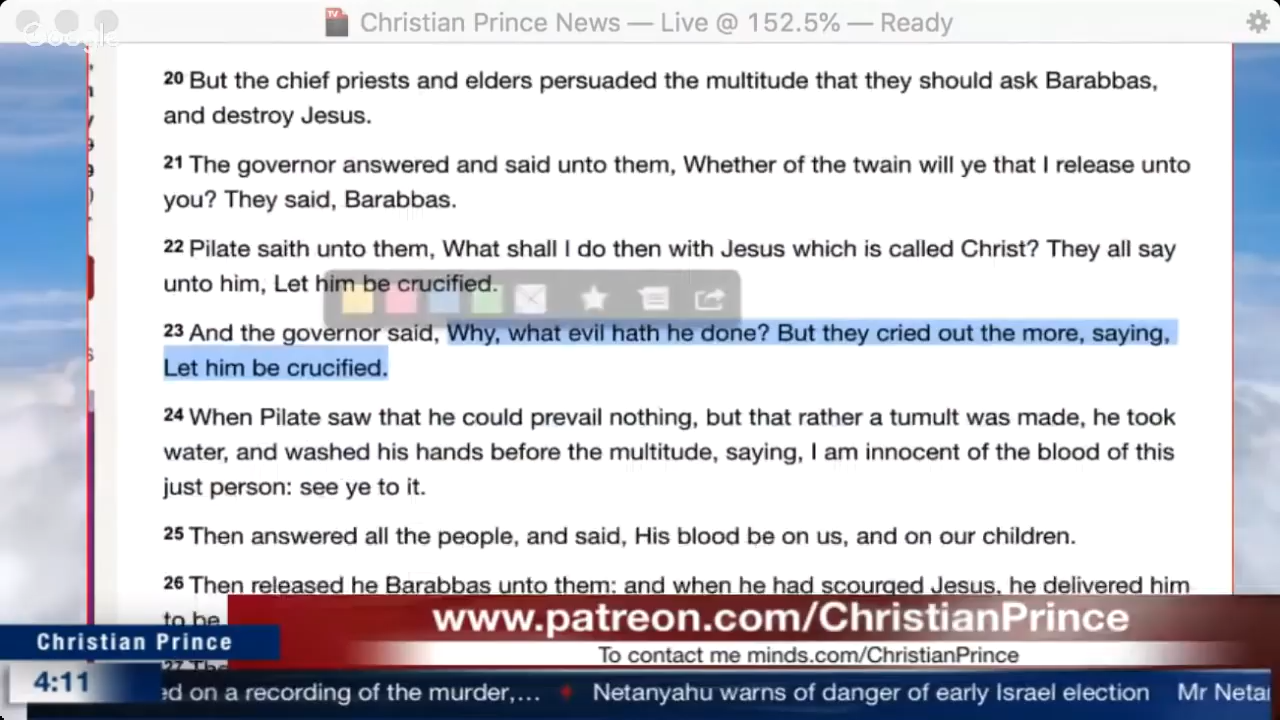 Christian Prince News — Live @ 152.5% — Ready
Google
20 But the chief priests and elders persuaded the multitude that they should ask Barabbas,
and destroy Jesus.
21 The governor answered and said unto them, Whether of the twain will ye that I release unto
you? They said, Barabbas.
22 Pilate saith unto them, What shall I do then with Jesus which is called Christ? They all say
unto him, Let him be crucified.
23 And the governor said, Why, what evil hath he done? But they cried out the more, saying,
Let him be crucified.
24 When Pilate saw that he could prevail nothing, but that rather a tumult was made, he took
water, and washed his hands before the multitude, saying, I am innocent of the blood of this
just person: see ye to it.
25 Then answered all the people, and said, His blood be on us, and on our children.
26 Then released he Barabbas unto them: and when he had scourged Jesus, he delivered him
to be
www.patreon.com/ChristianPrince
Christian Prince
To contact me minds.com/ChristianPrince
4:11
ed on a recording of the murder,... Netanyahu warns of danger of early Israel election Mr Neta